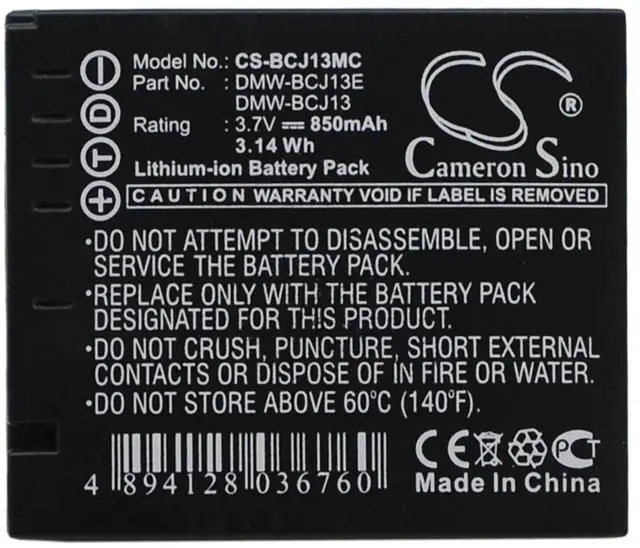 Model No.: CS-BCJ13MC
Part No. : DMW-BCJ13E
DMW-BCJ13
Rating : 3.7V 850mAh
3.14 Wh
Lithium-ion Battery Pack
CS ®
Cameron Sino
D
T
CAUTION WARRANTY VOID IF LABEL IS REMOVED
•DO NOT ATTEMPT TO DISASSEMBLE, OPEN OR
SERVICE THE BATTERY PACK.
•REPLACE ONLY WITH THE BATTERY PACK
DESIGNATED FOR THIS PRODUCT.
•DO NOT CRUSH, PUNCTURE, SHORT EXTERNAL
CONTACTS OR DISPOSE OF IN FIRE OR WATER.
•DO NOT STORE ABOVE 60°C (140°F).
4 894128 036760
CE PCT
Made In China